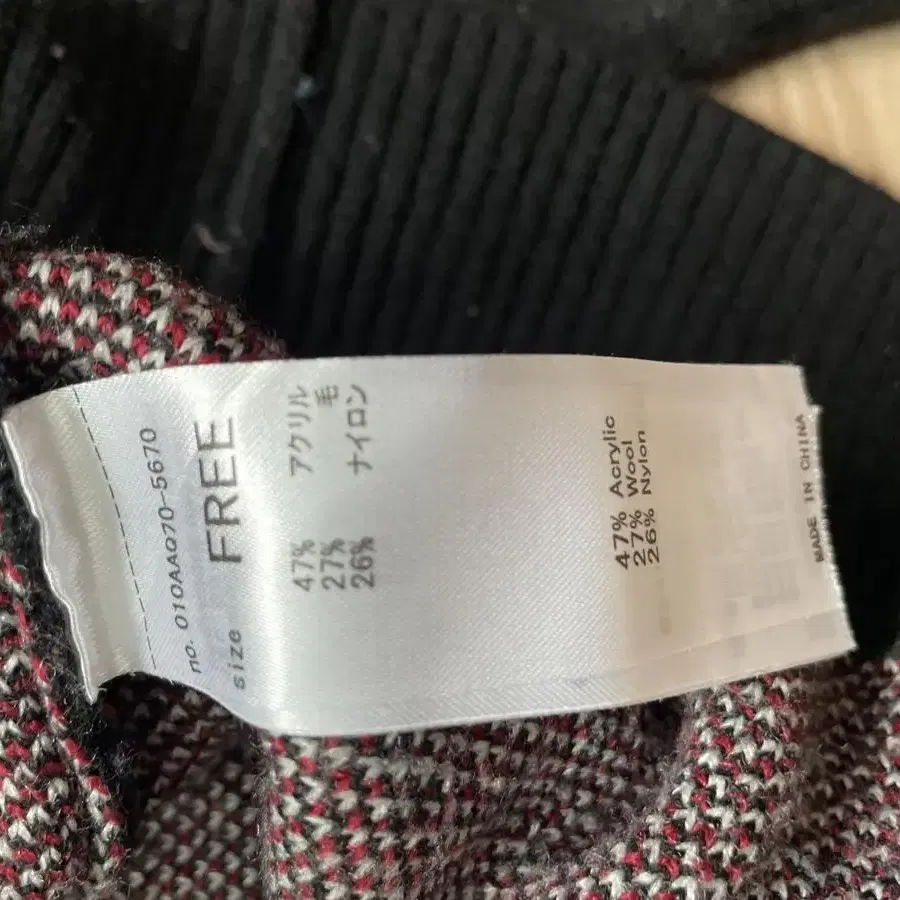 no. 010AAQ70-5670
size FREE
47% アクリル
27% 毛
26% ナイロン
47% Acrylic
27% Wool
26% Nylon
MADE IN CHINA